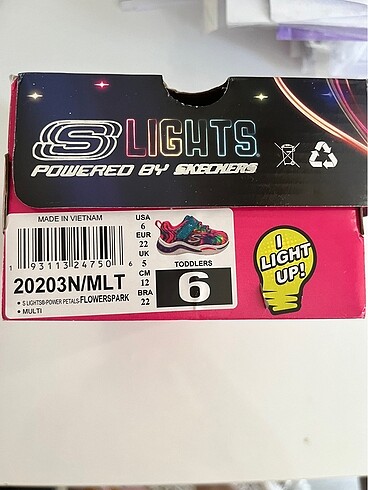 S LIGHTS®
POWERED BY SKECHERS
MADE IN VIETNAM
1 93113 24750 6
20203N/MLT
• S LIGHTS®-POWER PETALS-FLOWERSPARK
• MULTI
USA
6
EUR
22
UK
5
CM
12
BRA
22
TODDLERS
6
I
LIGHT
UP!